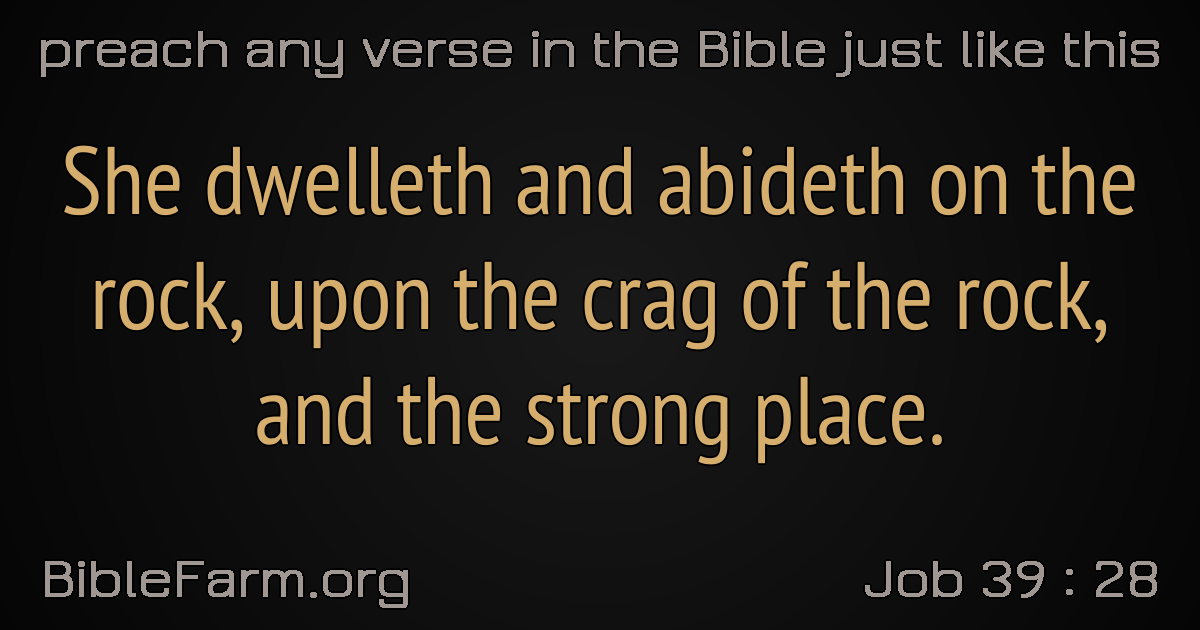 preach any verse in the Bible just like this
She dwelleth and abideth on the
rock, upon the crag of the rock,
and the strong place.
BibleFarm.org
Job 39 : 28